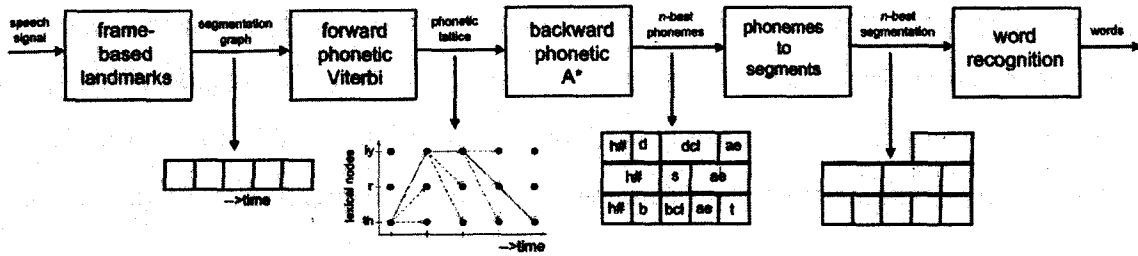 speech
signal
frame-
based
landmarks
segmentation
graph
forward
phonetic
Viterbi
phonetic
lattice
backward
phonetic
A*
n-best
phonemes
phonemes
to
segments
n-best
segmentation
word
recognition
words
-->time
lexical nodes
iy
r
th
-->time
h# d dcl ae
h# s ae
h# b bcl ae t